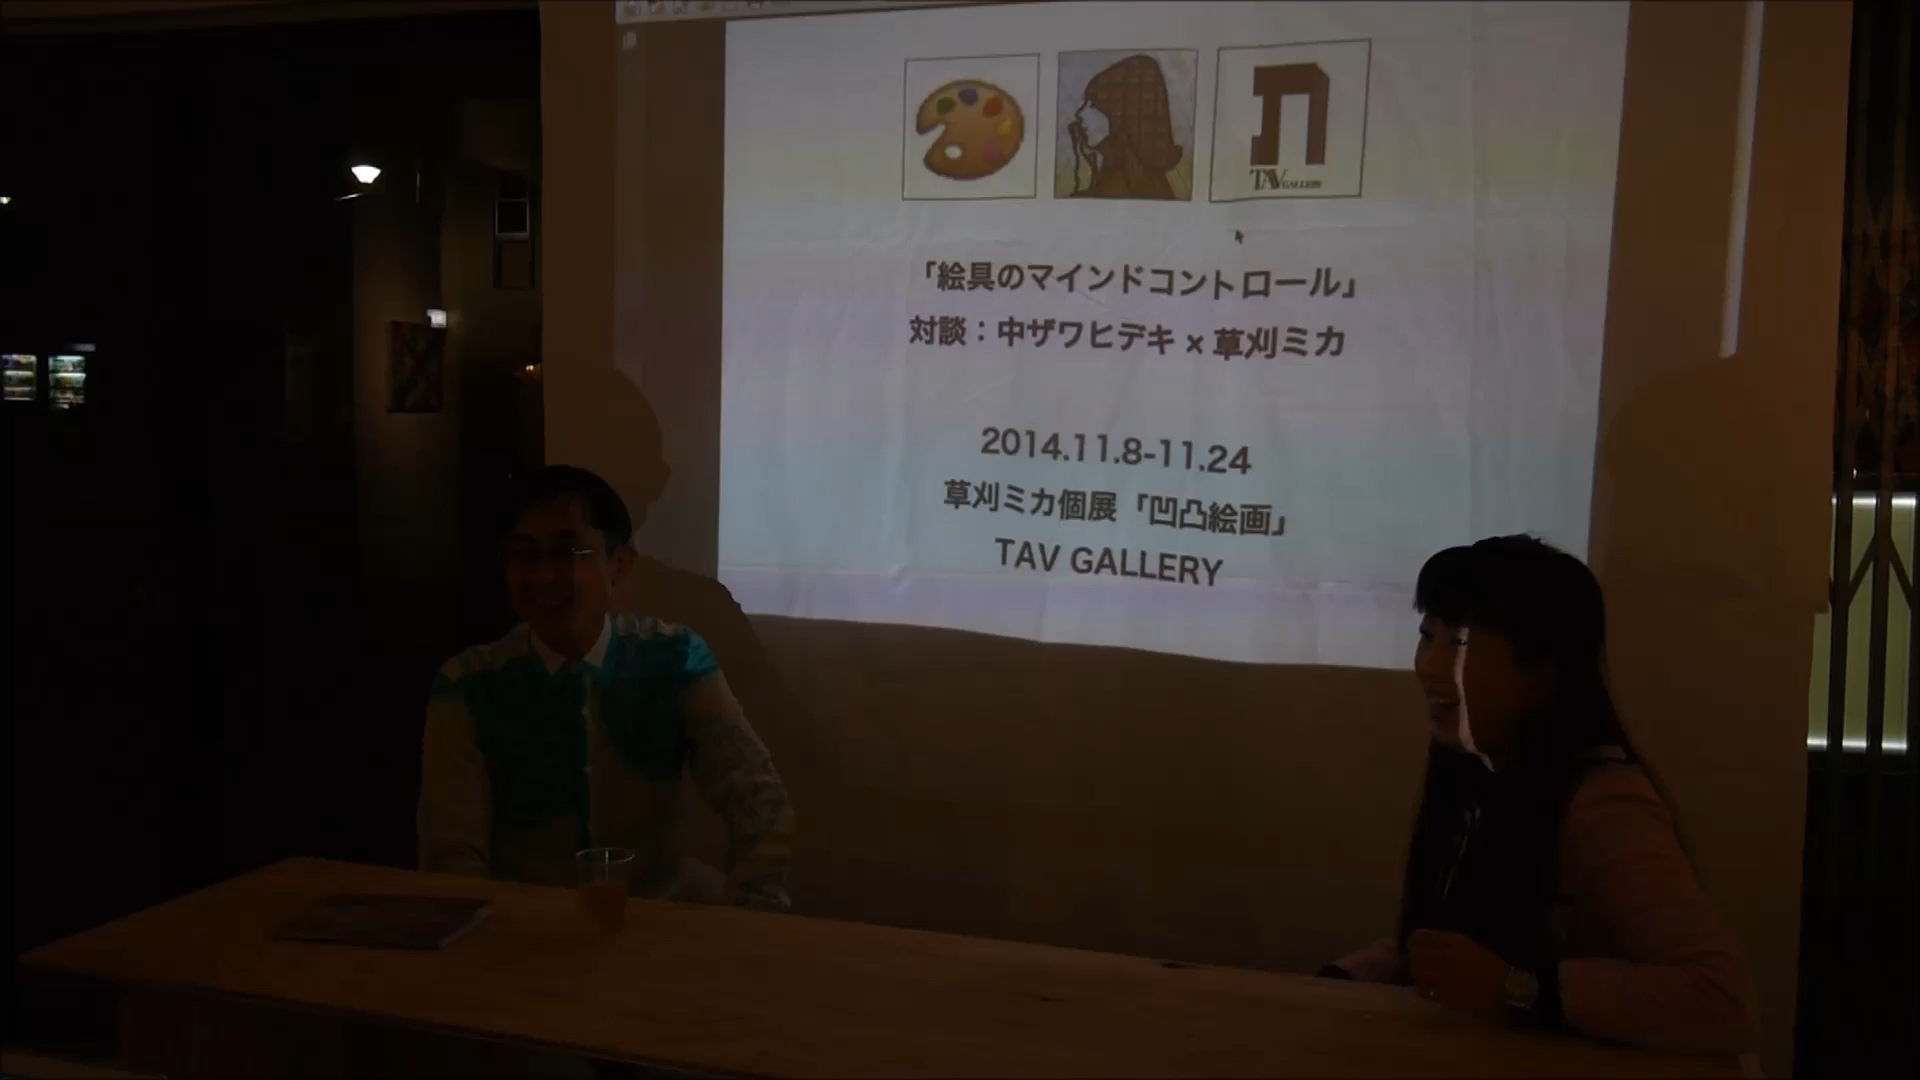 TAV GALLERY
「絵具のマインドコントロール」
対談：中ザワヒデキ × 草刈ミカ
2014.11.8-11.24
草刈ミカ個展「凹凸絵画」
TAV GALLERY